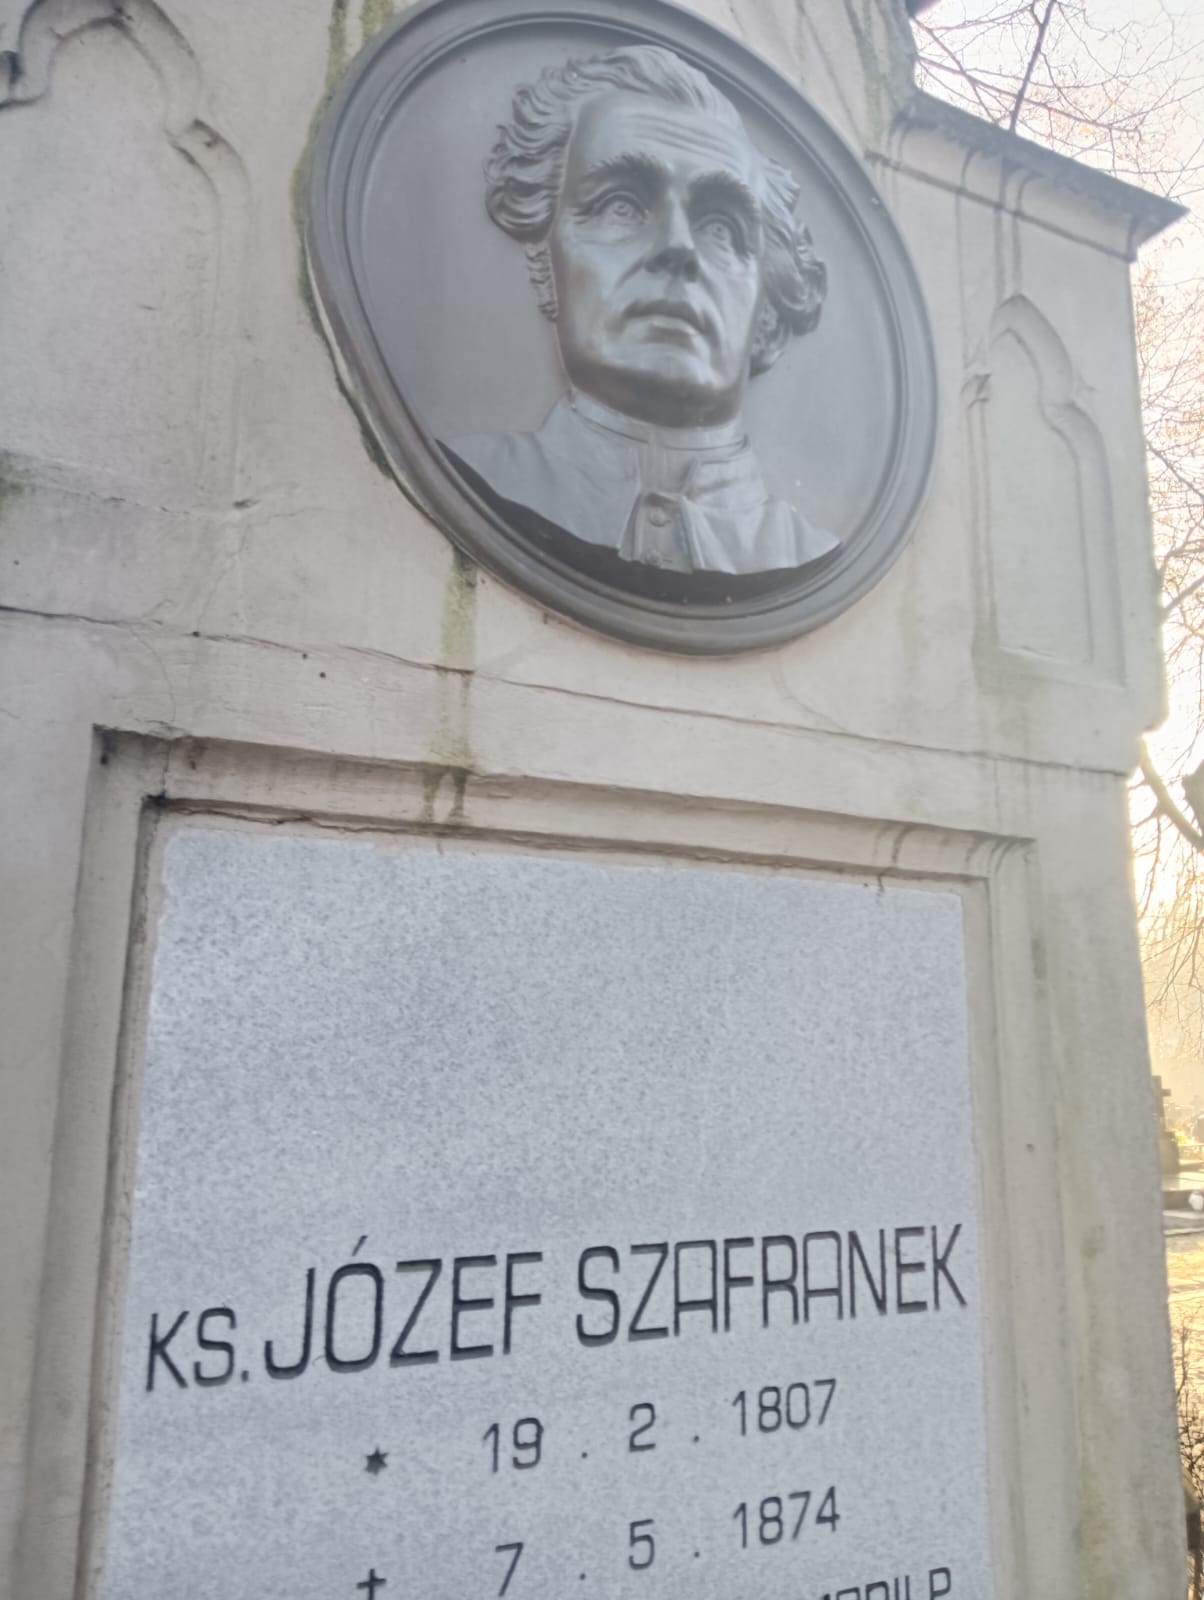 KS. JÓZEF SZAFRANEK
* 19 . 2 . 1807
✝ 7 . 5 . 1874